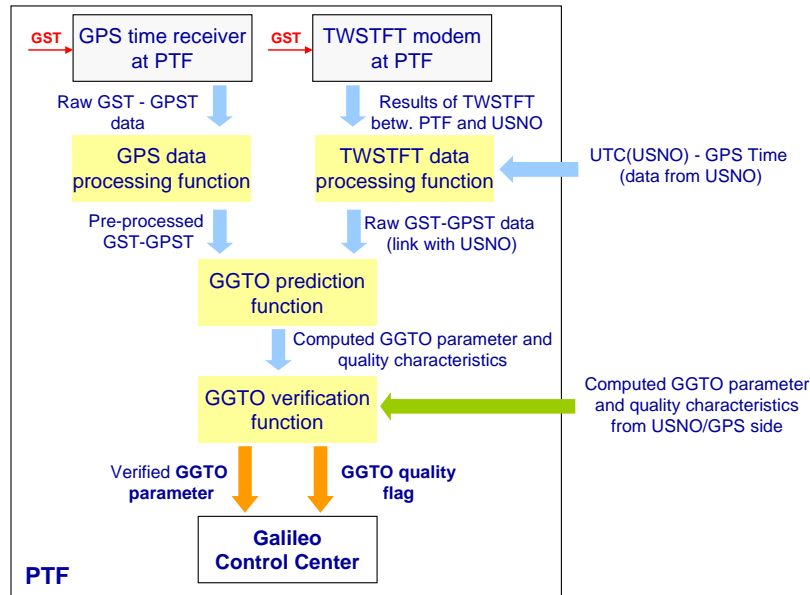 GST
GPS time receiver
at PTF
GST
TWSTFT modem
at PTF
Raw GST - GPST
data
Results of TWSTFT
betw. PTF and USNO
GPS data
processing function
TWSTFT data
processing function
UTC(USNO) - GPS Time
(data from USNO)
Pre-processed
GST-GPST
Raw GST-GPST data
(link with USNO)
GGTO prediction
function
Computed GGTO parameter and
quality characteristics
GGTO verification
function
Computed GGTO parameter
and quality characteristics
from USNO/GPS side
Verified GGTO
parameter
GGTO quality
flag
Galileo
Control Center
PTF